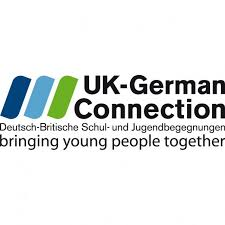 UK-German
Connection
Deutsch-Britische Schul- und Jugendbegegnungen
bringing young people together